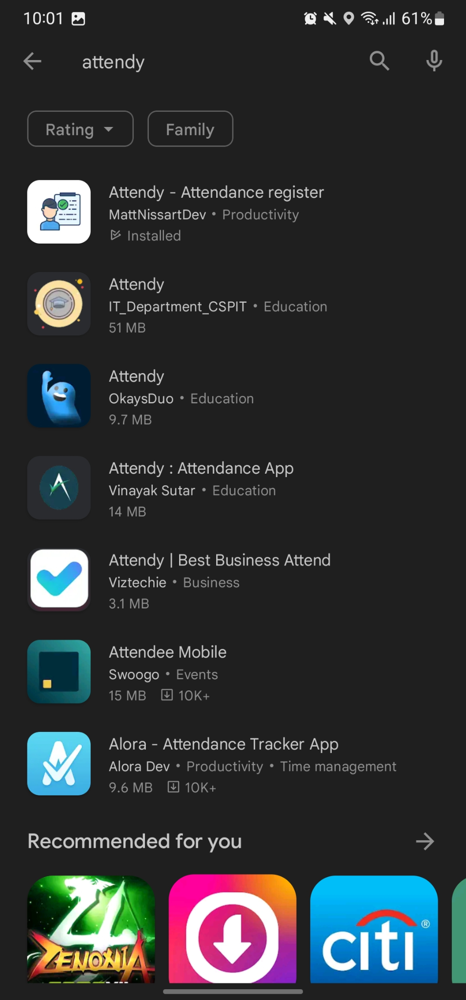 10:01 61%
attendy
Rating Family
Attendy - Attendance register
MattNissartDev • Productivity
Installed
Attendy
IT_Department_CSPIT • Education
51 MB
Attendy
OkaysDuo • Education
9.7 MB
Attendy : Attendance App
Vinayak Sutar • Education
14 MB
Attendy | Best Business Attend
Viztechie • Business
3.1 MB
Attendee Mobile
Swoogo • Events
15 MB 10K+
Alora - Attendance Tracker App
Alora Dev • Productivity • Time management
9.6 MB 10K+
Recommended for you
ZENONIA
citi®